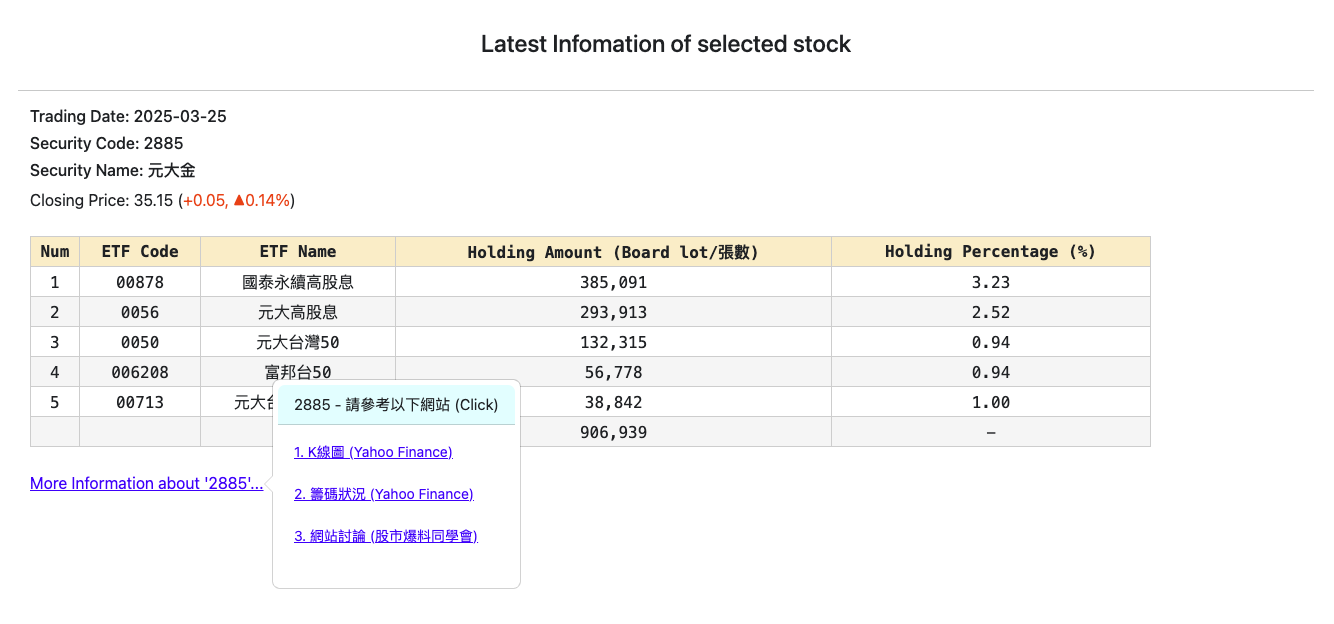 Latest Infomation of selected stock
Trading Date: 2025-03-25
Security Code: 2885
Security Name: 元大金
Closing Price: 35.15 (+0.05, ▲0.14%)
Num ETF Code ETF Name Holding Amount (Board lot/張數) Holding Percentage (%)
1 00878 國泰永續高股息 385,091 3.23
2 0056 元大高股息 293,913 2.52
3 0050 元大台灣50 132,315 0.94
4 006208 富邦台50 56,778 0.94
5 00713 元大 38,842 1.00
906,939 –
2885 - 請參考以下網站 (Click)
1. K線圖 (Yahoo Finance)
More Information about '2885'...
2. 籌碼狀況 (Yahoo Finance)
3. 網站討論 (股市爆料同學會)